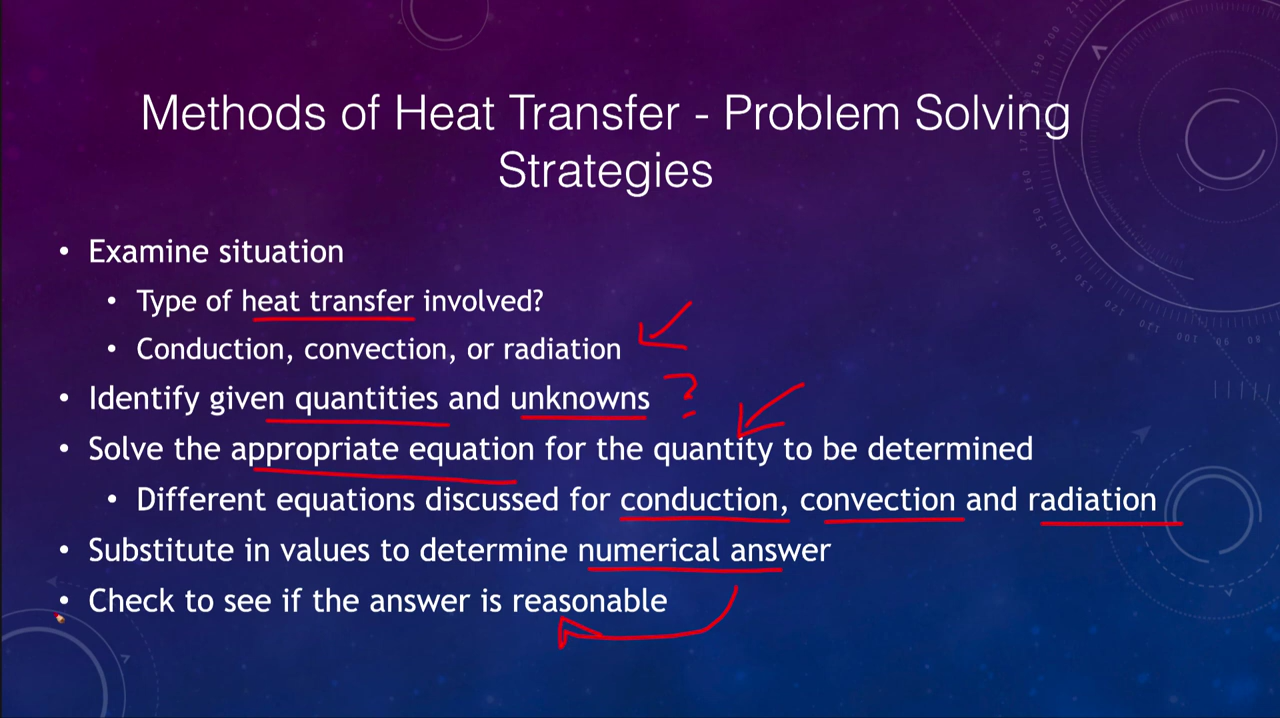 Methods of Heat Transfer - Problem Solving
Strategies
• Examine situation
• Type of heat transfer involved?
• Conduction, convection, or radiation
• Identify given quantities and unknowns ?
• Solve the appropriate equation for the quantity to be determined
• Different equations discussed for conduction, convection and radiation
• Substitute in values to determine numerical answer
• Check to see if the answer is reasonable